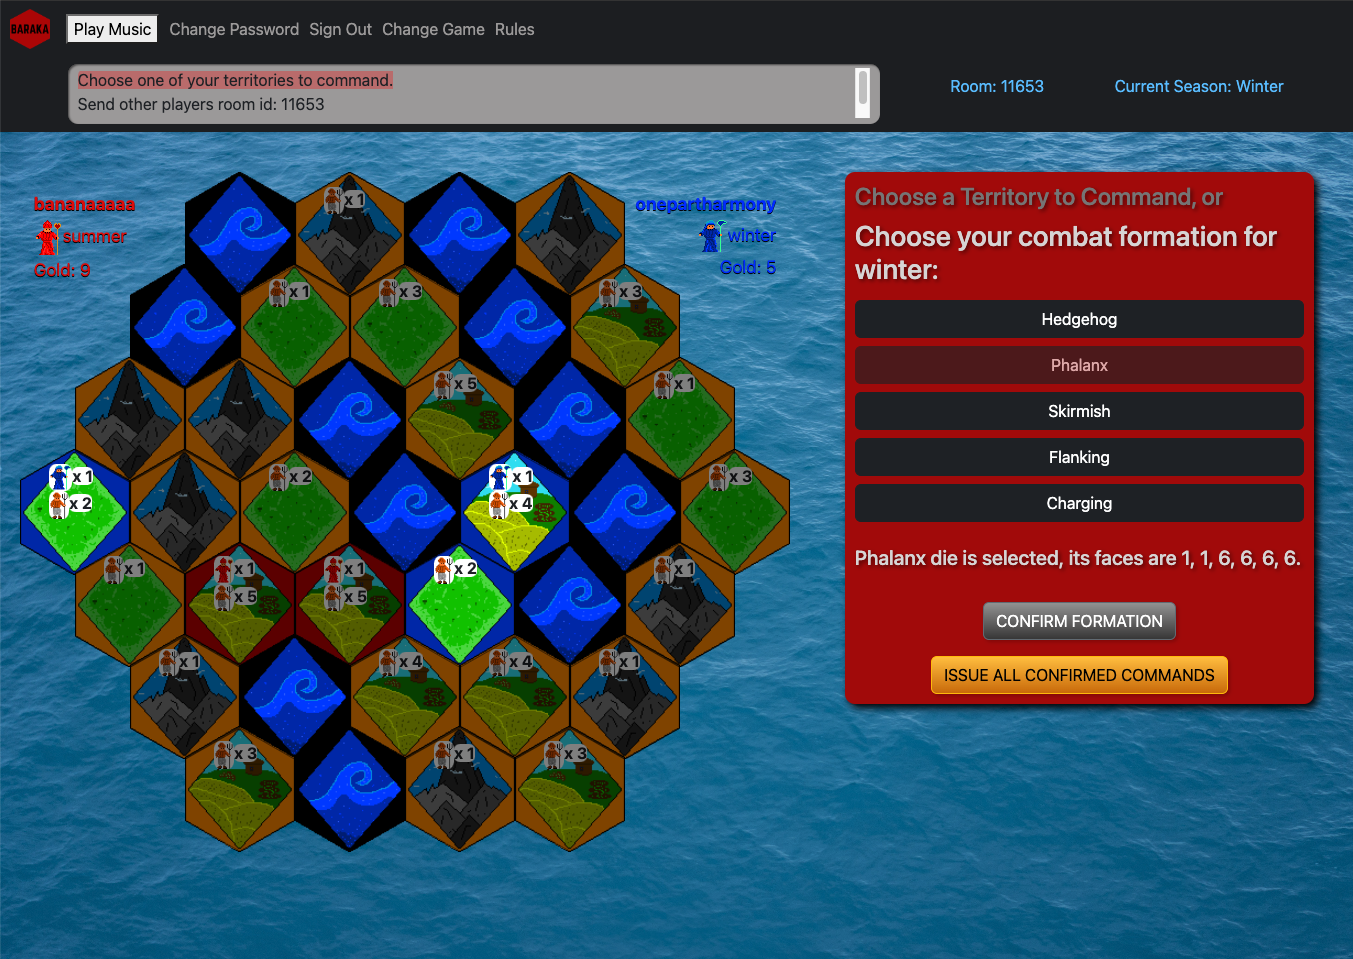 BARAKA
Play Music
Change Password
Sign Out
Change Game
Rules
Choose one of your territories to command.
Send other players room id: 11653
Room: 11653
Current Season: Winter
bananaaaaa
summer
Gold: 9
onepartharmony
winter
Gold: 5
x 1
x 1
x 3
x 3
x 5
x 1
x 1
x 2
x 2
x 1
x 4
x 3
x 1
x 1
x 5
x 1
x 5
x 2
x 1
x 1
x 4
x 4
x 1
x 3
x 1
x 3
Choose a Territory to Command, or
Choose your combat formation for
winter:
Hedgehog
Phalanx
Skirmish
Flanking
Charging
Phalanx die is selected, its faces are 1, 1, 6, 6, 6, 6.
CONFIRM FORMATION
ISSUE ALL CONFIRMED COMMANDS